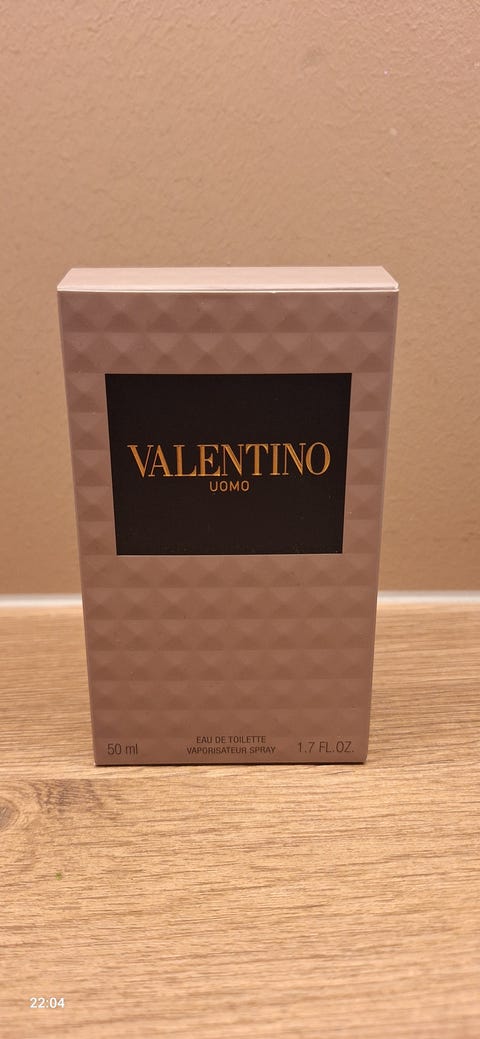 VALENTINO
UOMO
EAU DE TOILETTE
50 ml VAPORISATEUR SPRAY 1.7 FL.OZ.
22:04